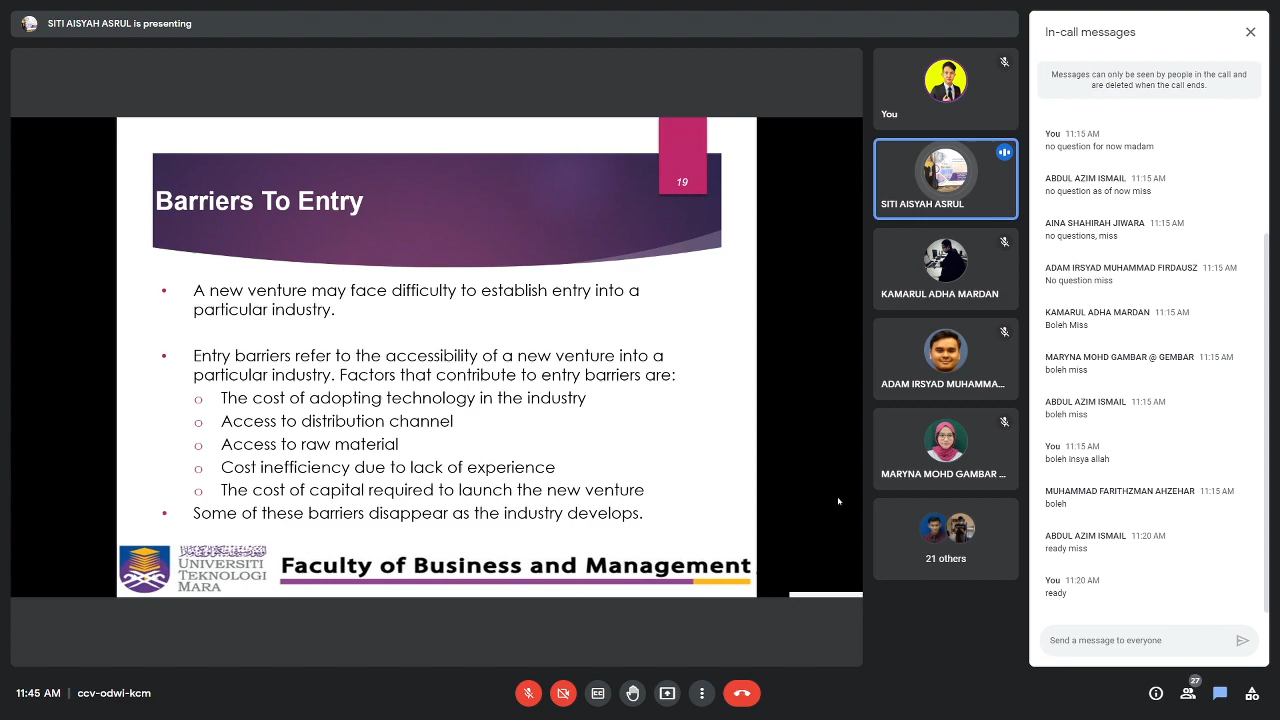 SITI AISYAH ASRUL is presenting
19
Barriers To Entry
• A new venture may face difficulty to establish entry into a
particular industry.
• Entry barriers refer to the accessibility of a new venture into a
particular industry. Factors that contribute to entry barriers are:
o The cost of adopting technology in the industry
o Access to distribution channel
o Access to raw material
o Cost inefficiency due to lack of experience
o The cost of capital required to launch the new venture
• Some of these barriers disappear as the industry develops.
UNIVERSITI
TEKNOLOGI
MARA
Faculty of Business and Management
You
SITI AISYAH ASRUL
KAMARUL ADHA MARDAN
ADAM IRSYAD MUHAMMA...
MARYNA MOHD GAMBAR ...
21 others
In-call messages
Messages can only be seen by people in the call and
are deleted when the call ends.
You 11:15 AM
no question for now madam
ABDUL AZIM ISMAIL 11:15 AM
no question as of now miss
AINA SHAHIRAH JIWARA 11:15 AM
no questions, miss
ADAM IRSYAD MUHAMMAD FIRDAUSZ 11:15 AM
No question miss
KAMARUL ADHA MARDAN 11:15 AM
Boleh Miss
MARYNA MOHD GAMBAR @ GEMBAR 11:15 AM
boleh miss
ABDUL AZIM ISMAIL 11:15 AM
boleh miss
You 11:15 AM
boleh insya allah
MUHAMMAD FARITHZMAN AHZEHAR 11:15 AM
boleh
ABDUL AZIM ISMAIL 11:20 AM
ready miss
You 11:20 AM
ready
Send a message to everyone
11:45 AM | ccv-odwi-kcm
27